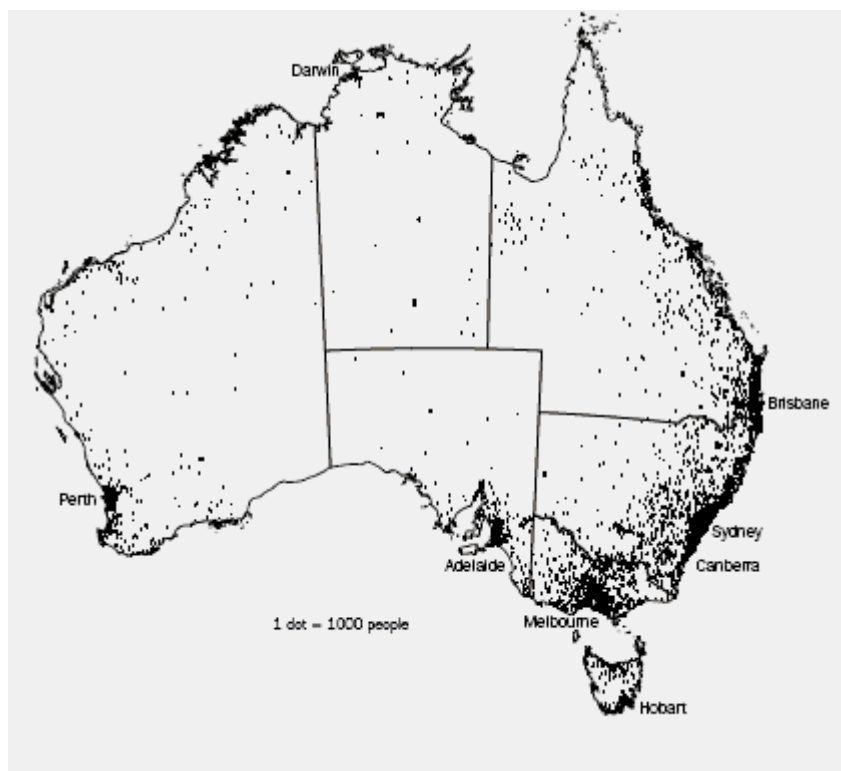 Darwin
Brisbane
Perth
Sydney
Adelaide
Canberra
Melbourne
1 dot = 1000 people
Hobart